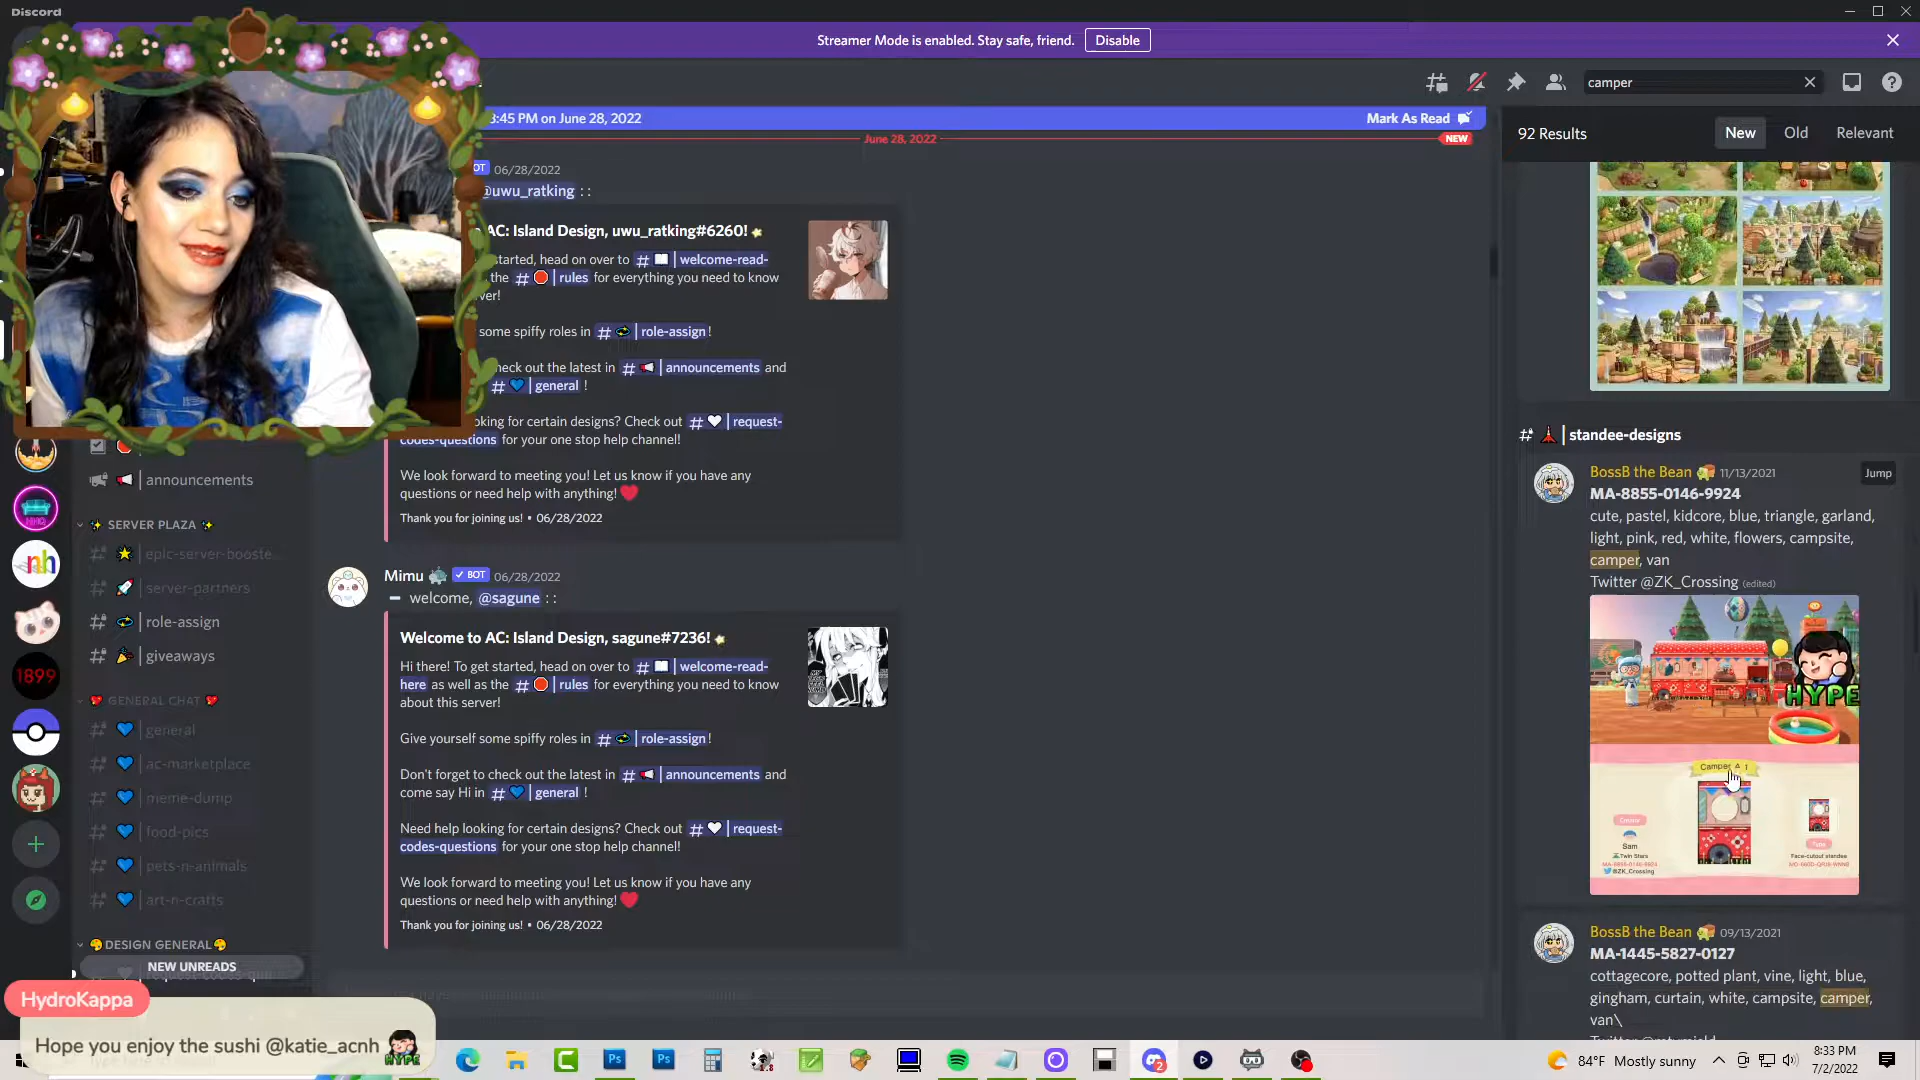 Discord
Streamer Mode is enabled. Stay safe, friend.
Disable
camper
3:45 PM on June 28, 2022
Mark As Read
June 28, 2022
NEW
92 Results
New
Old
Relevant
06/28/2022
@uwu_ratking : :
AC: Island Design, uwu_ratking#6260!
started, head on over to # | welcome-read-
the # | rules for everything you need to know
some spiffy roles in # | role-assign !
check out the latest in # | announcements and
# | general !
oking for certain designs? Check out # | request-
codes-questions for your one stop help channel!
We look forward to meeting you! Let us know if you have any
questions or need help with anything!
Thank you for joining us! • 06/28/2022
Mimu
BOT
06/28/2022
welcome, @sagune : :
Welcome to AC: Island Design, sagune#7236!
Hi there! To get started, head on over to # | welcome-read-
here as well as the # | rules for everything you need to know
about this server!
Give yourself some spiffy roles in # | role-assign !
Don't forget to check out the latest in # | announcements and
come say Hi in # | general !
Need help looking for certain designs? Check out # | request-
codes-questions for your one stop help channel!
We look forward to meeting you! Let us know if you have any
questions or need help with anything!
Thank you for joining us! • 06/28/2022
| announcements
SERVER PLAZA
| epic-server-booste
| server-partners
| role-assign
| giveaways
GENERAL CHAT
| general
| ac-marketplace
| meme-dump
| food-pics
| pets-n-animals
| art-n-crafts
DESIGN GENERAL
NEW UNREADS
1899
nh
| standee-designs
BossB the Bean 11/13/2021
Jump
MA-8855-0146-9924
cute, pastel, kidcore, blue, triangle, garland,
light, pink, red, white, flowers, campsite,
camper, van
Twitter @ZK_Crossing (edited)
HYPE
Camper
Sam
Twin Stars
@ZK_Crossing
Face-cutout standee
BossB the Bean 09/13/2021
MA-1445-5827-0127
cottagecore, potted plant, vine, light, blue,
gingham, curtain, white, campsite, camper,
van\
HydroKappa
Hope you enjoy the sushi @katie_acnh
HYPE
84°F Mostly sunny
8:33 PM
7/2/2022